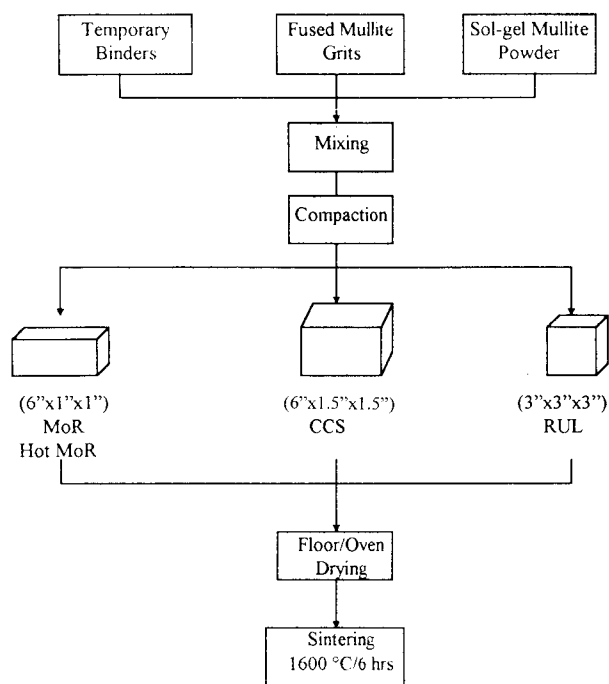 Temporary
Binders
Fused Mullite
Grits
Sol-gel Mullite
Powder
Mixing
Compaction
(6”x1”x1”)
MoR
Hot MoR
(6”x1.5”x1.5”)
CCS
(3”x3”x3”)
RUL
Floor/Oven
Drying
Sintering
1600 °C/6 hrs